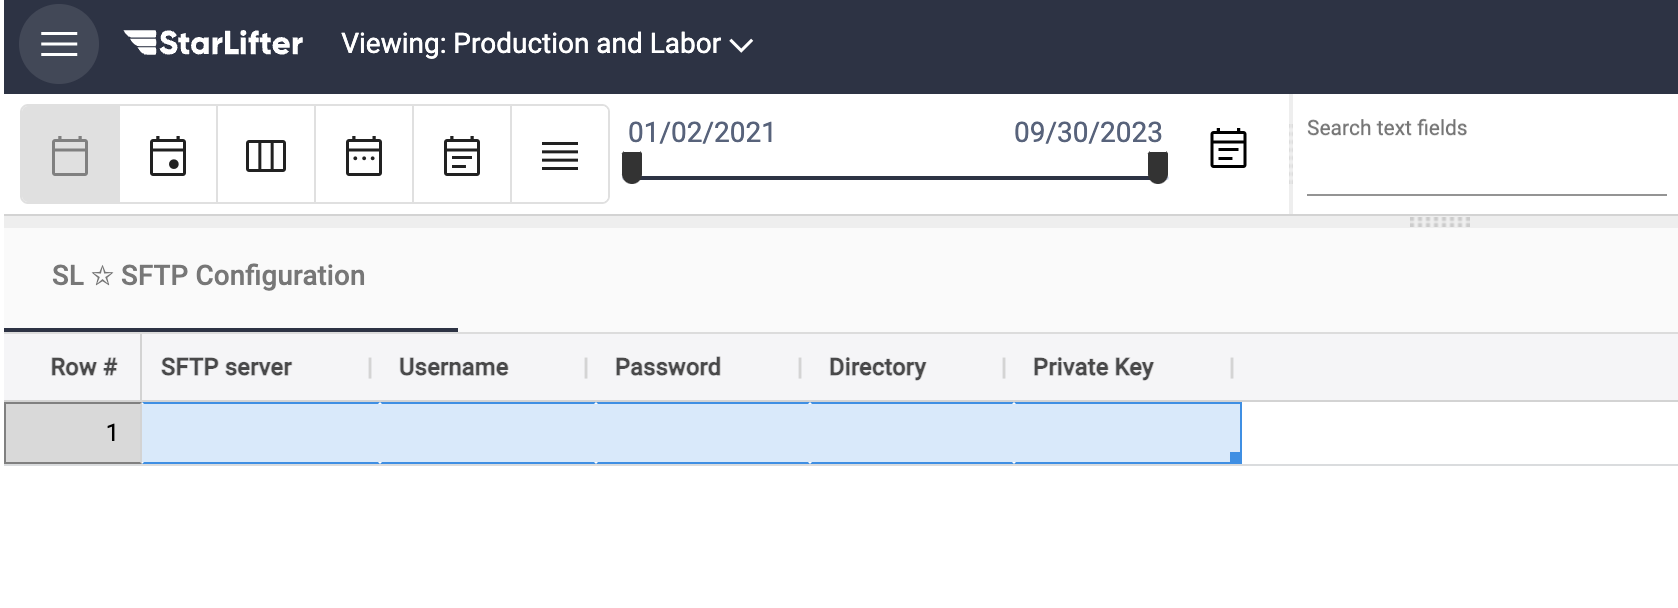 StarLifter Viewing: Production and Labor
01/02/2021 09/30/2023 Search text fields
SL ☆ SFTP Configuration
Row # SFTP server Username Password Directory Private Key
1